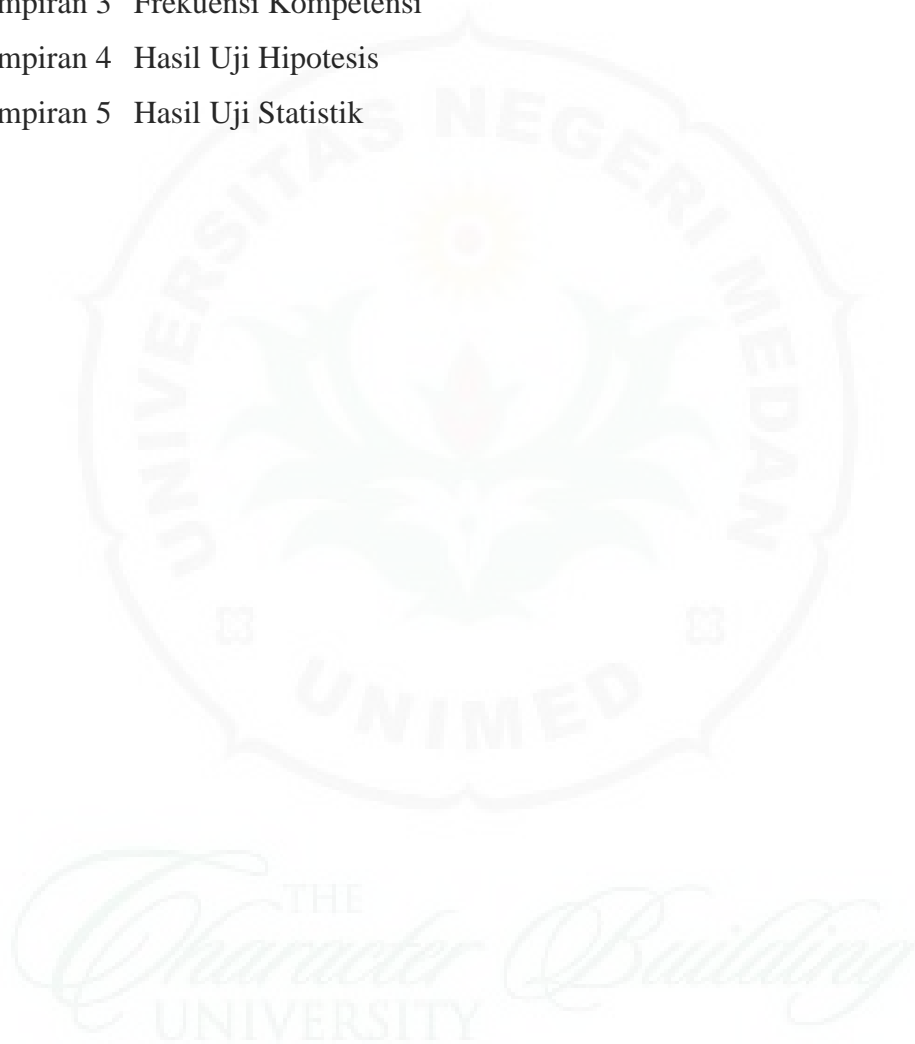 mpiran 3 Frekuensi Kompetensi
mpiran 4 Hasil Uji Hipotesis
mpiran 5 Hasil Uji Statistik
UNIVERSITAS NEGERI MEDAN
UNIMED
THE
Character Building
UNIVERSITY